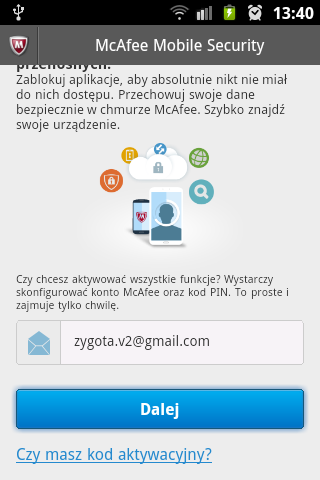 13:40
McAfee Mobile Security
przenośnych.
Zablokuj aplikacje, aby absolutnie nikt nie miał
do nich dostępu. Przechowuj swoje dane
bezpiecznie w chmurze McAfee. Szybko znajdź
swoje urządzenie.
Czy chcesz aktywować wszystkie funkcje? Wystarczy
skonfigurować konto McAfee oraz kod PIN. To proste i
zajmuje tylko chwilę.
zygota.v2@gmail.com
Dalej
Czy masz kod aktywacyjny?